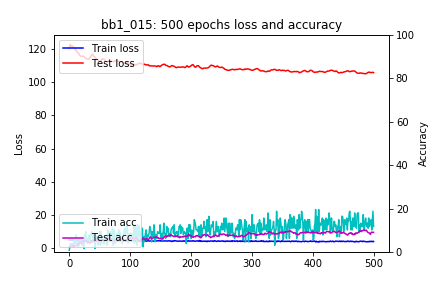 bb1_015: 500 epochs loss and accuracy
Train loss
Test loss
Train acc
Test acc
Loss
Accuracy
120
100
80
60
40
20
0
100
80
60
40
20
0
0
100
200
300
400
500